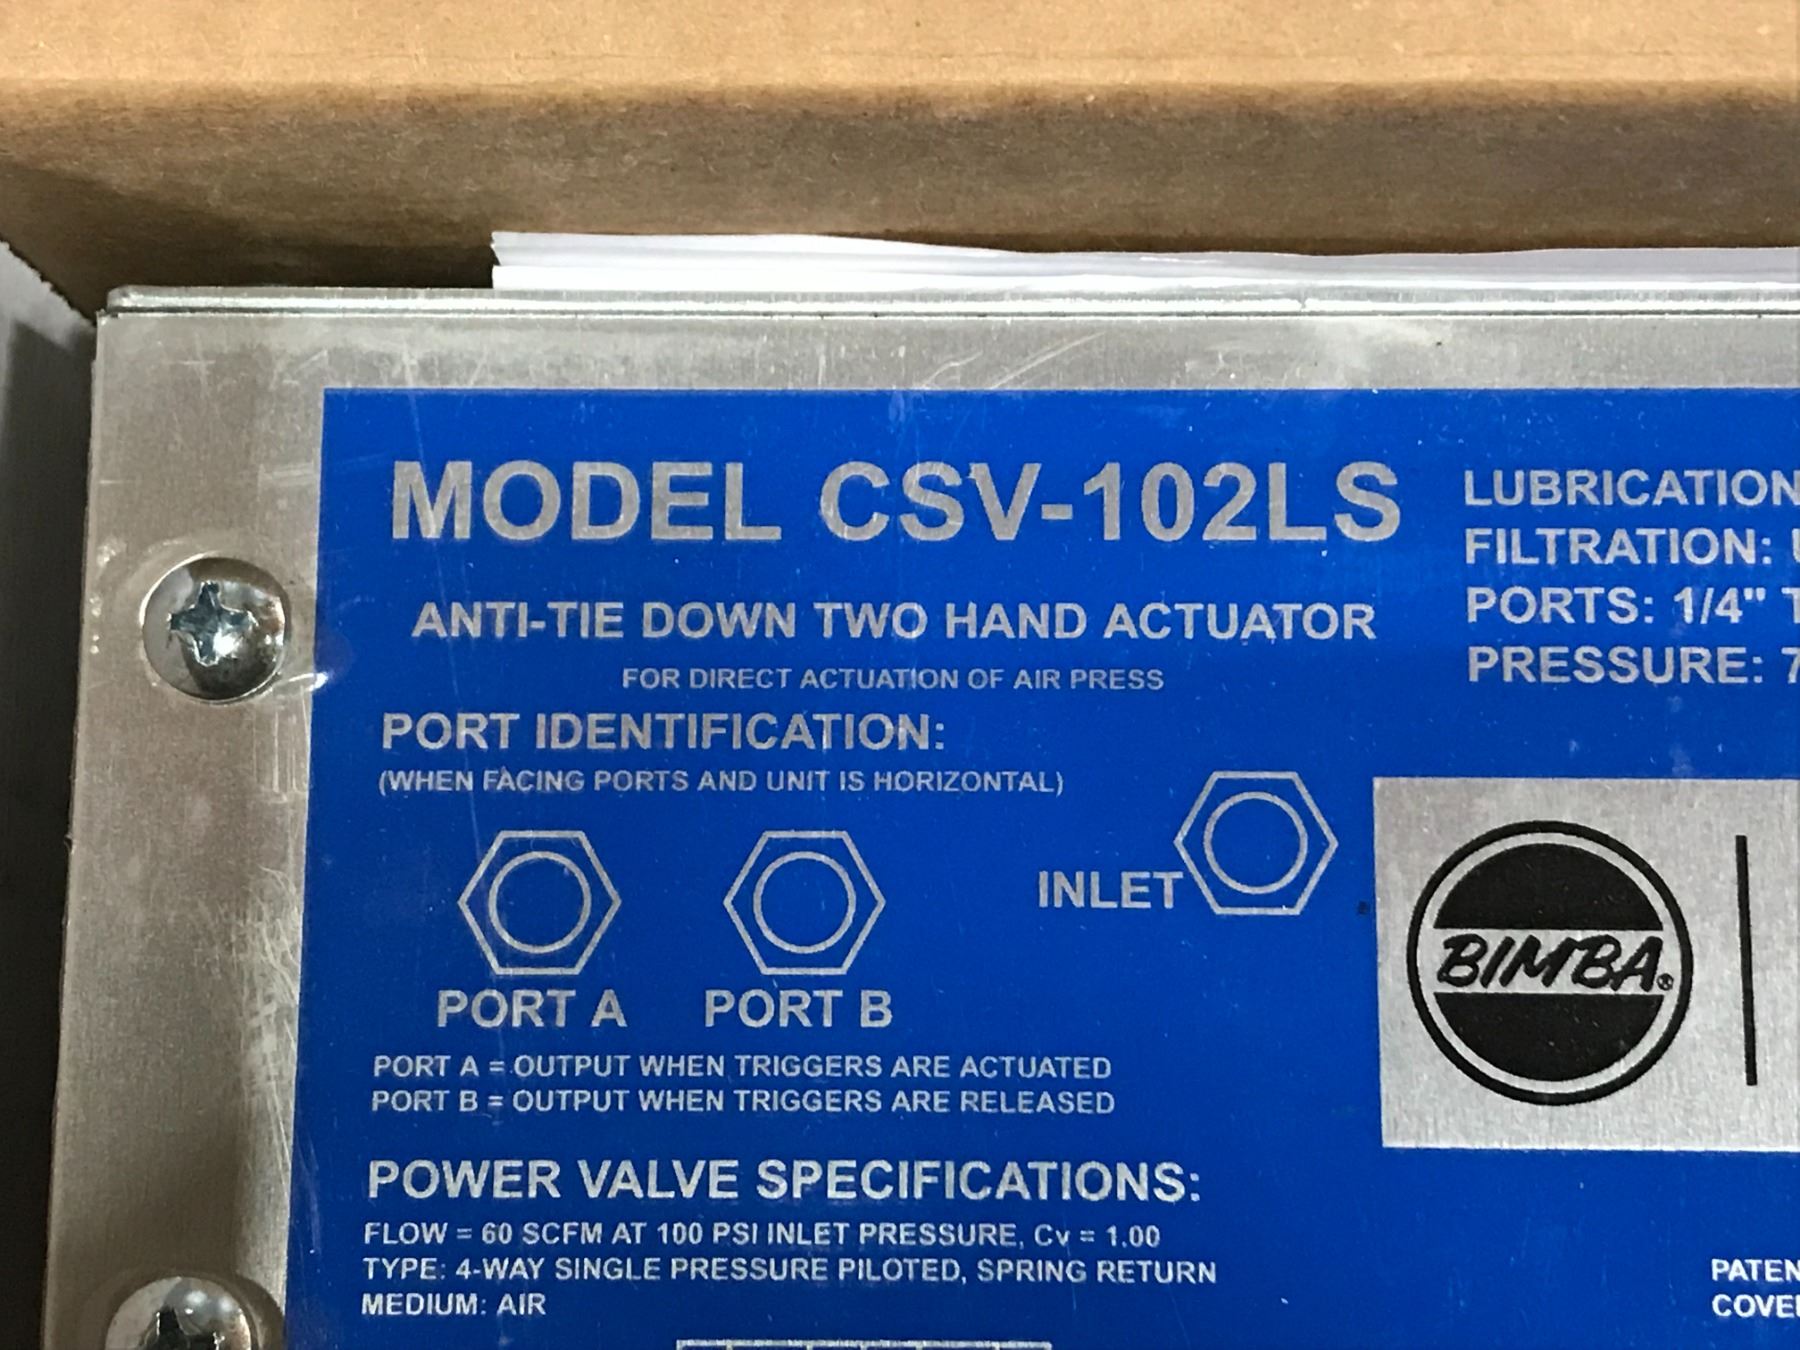 MODEL CSV-102LS
ANTI-TIE DOWN TWO HAND ACTUATOR
FOR DIRECT ACTUATION OF AIR PRESS
PORT IDENTIFICATION:
(WHEN FACING PORTS AND UNIT IS HORIZONTAL)
INLET
PORT A PORT B
PORT A = OUTPUT WHEN TRIGGERS ARE ACTUATED
PORT B = OUTPUT WHEN TRIGGERS ARE RELEASED
POWER VALVE SPECIFICATIONS:
FLOW = 60 SCFM AT 100 PSI INLET PRESSURE, Cv = 1.00
TYPE: 4-WAY SINGLE PRESSURE PILOTED, SPRING RETURN
MEDIUM: AIR
LUBRICATION
FILTRATION:
PORTS: 1/4"
PRESSURE: 7
BIMBA®
PATEN
COVE